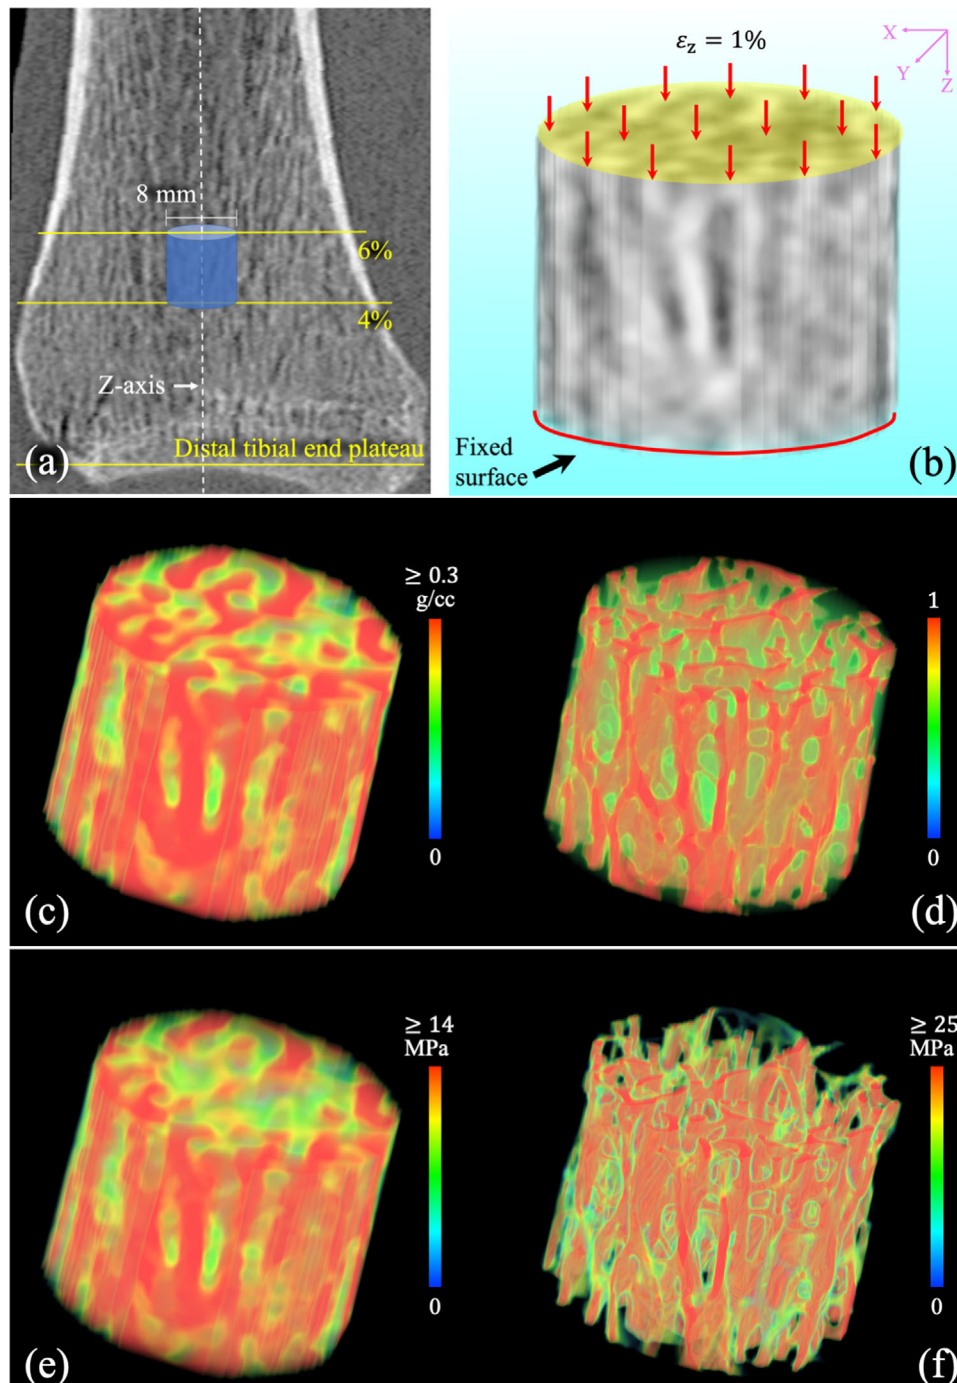 8 mm
6%
4%
Z-axis
Distal tibial end plateau
(a)
εz = 1%
X
Y
Z
Fixed
surface
(b)
≥ 0.3
g/cc
0
(c)
1
0
(d)
≥ 14
MPa
0
(e)
≥ 25
MPa
0
(f)